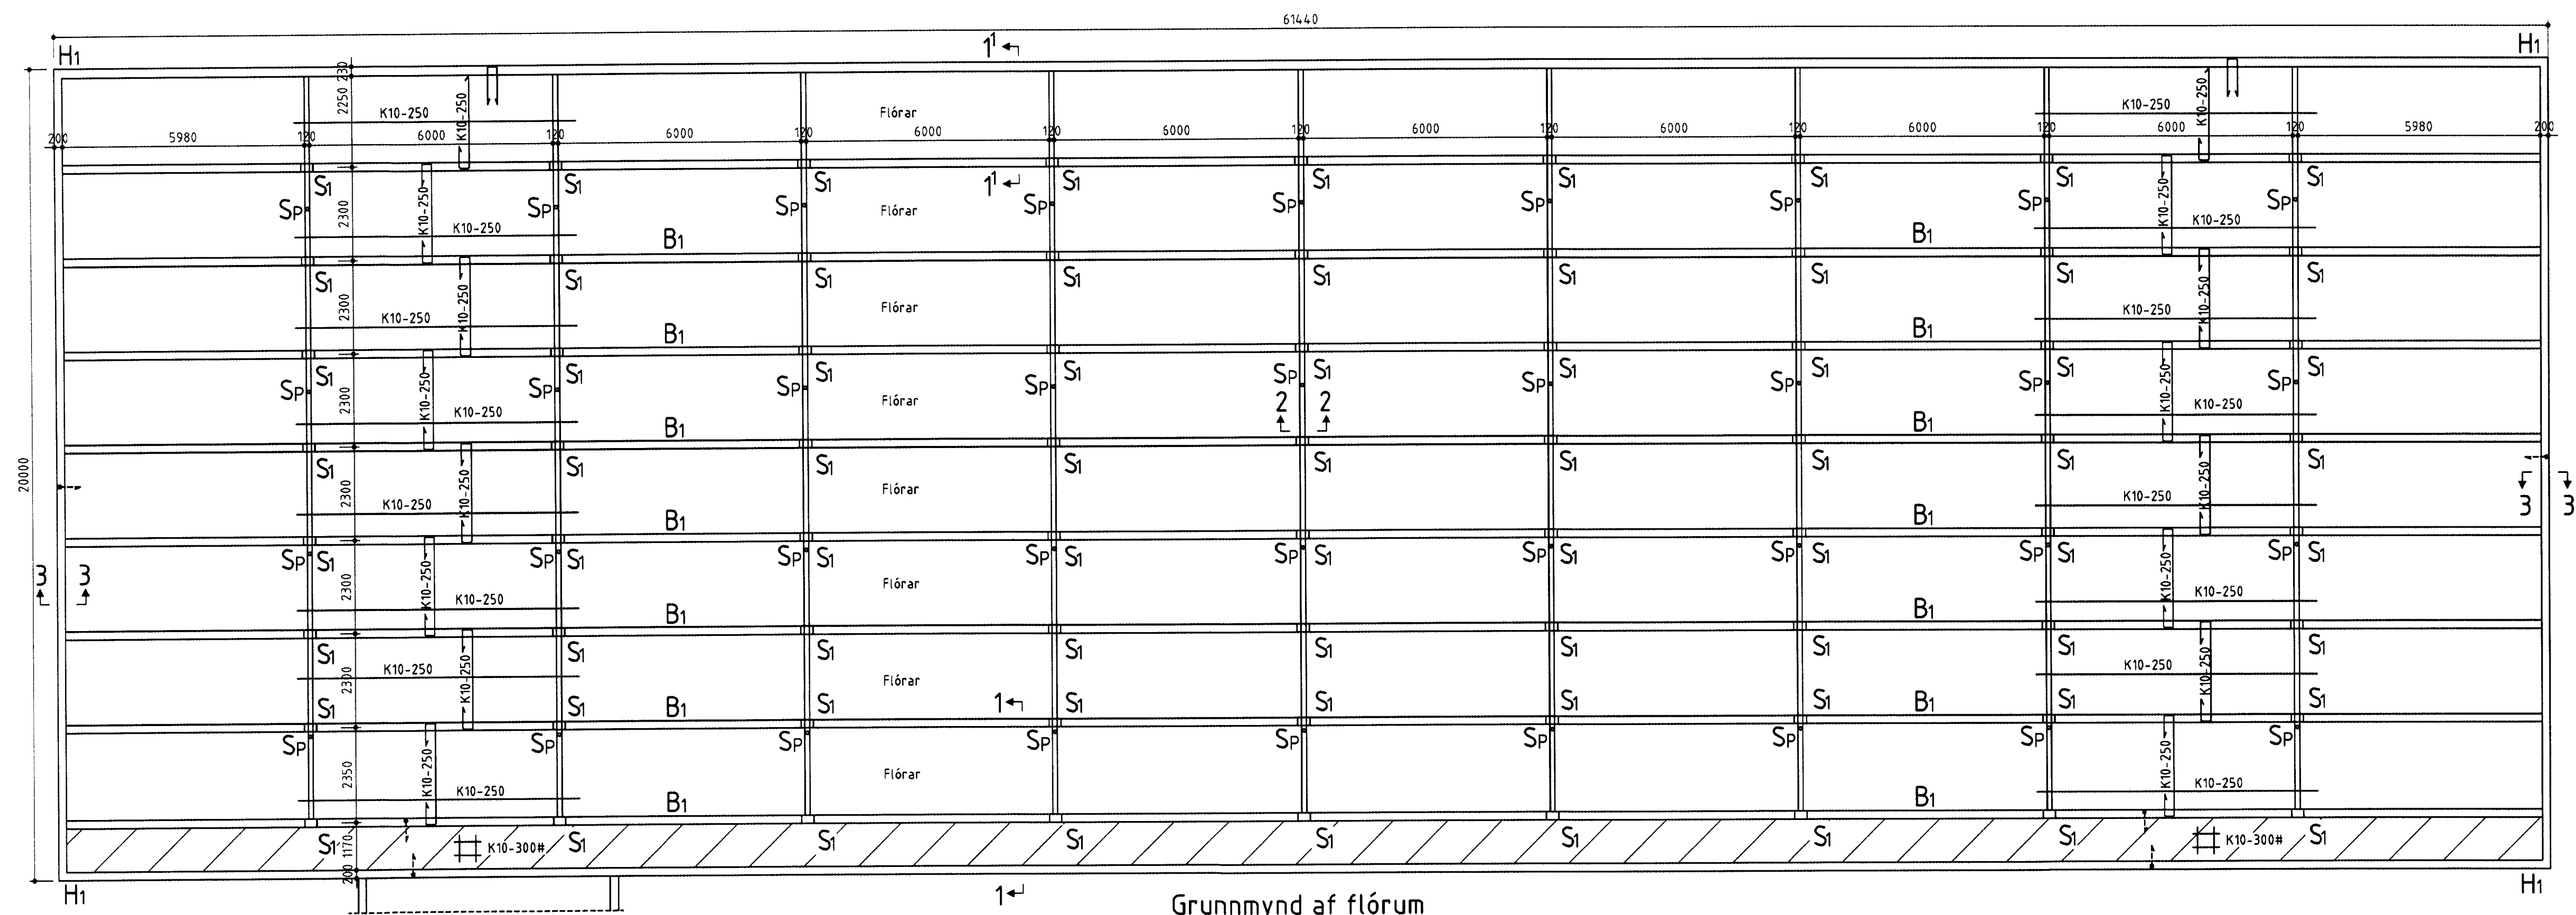 61440
H1 1¹ H1
230
2250 K10-250 K10-250 Flórar K10-250 K10-250
200 5980 120 6000 120 6000 120 6000 120 6000 120 6000 120 6000 120 6000 120 6000 120 5980 200
S1 S1 S1 1¹ S1 S1 S1 S1 S1 S1
SP SP SP SP SP SP SP SP SP
2300 K10-250 K10-250 B1 Flórar B1 K10-250 K10-250
S1 S1 S1 S1 S1 S1 S1 S1 S1
2300 K10-250 K10-250 B1 Flórar B1 K10-250 K10-250
S1 S1 S1 S1 S1 S1 S1 S1 S1
SP SP SP SP SP SP SP SP SP
2 2
2300 K10-250 K10-250 B1 Flórar B1 K10-250 K10-250
S1 S1 S1 S1 S1 S1 S1 S1 S1
20000
2300 K10-250 K10-250 B1 Flórar B1 K10-250 K10-250
3 3
SP S1 SP S1 SP S1 SP S1 SP S1 SP S1 SP S1 SP S1 SP S1
3 3
2300 K10-250 K10-250 B1 Flórar B1 K10-250 K10-250
S1 S1 S1 S1 S1 S1 S1 S1 S1
2300 K10-250 K10-250 Flórar K10-250 K10-250
S1 S1 B1 S1 1 S1 S1 S1 S1 B1 S1 S1
SP SP SP SP SP SP SP SP SP
2350 K10-250 K10-250 B1 Flórar B1 K10-250 K10-250
S1 1170 K10-300# S1 S1 S1 S1 S1 S1 S1 K10-300# S1
200
H1 1 H1
Grunnmynd af flórum